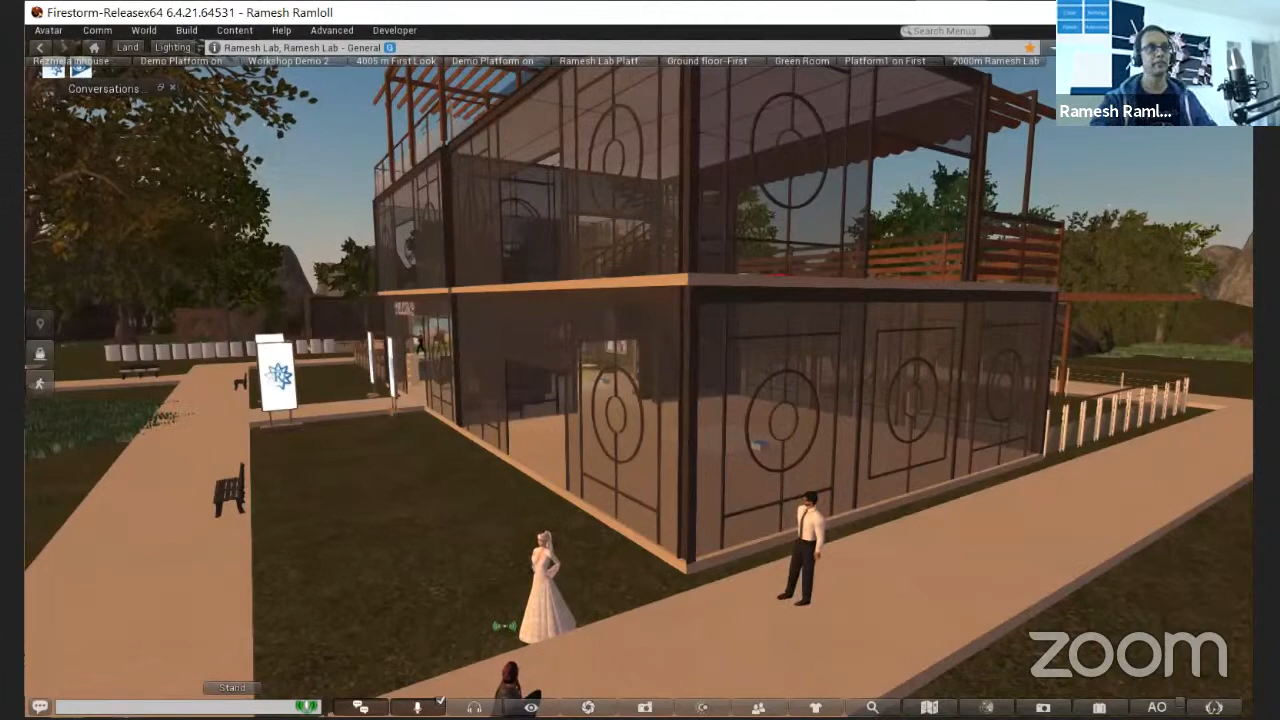 Firestorm-Releasex64 6.4.21.64531 - Ramesh Ramloll
Avatar Comm World Build Content Help Advanced Developer
Search Menus
Land Lighting Ramesh Lab, Ramesh Lab - General
Demo Platform on Workshop Demo 2 4005 m First Look Demo Platform on Ramesh Lab Platf Ground floor-First Green Room Platform1 on First 2000m Ramesh Lab
Conversations...
Ramesh Raml...
zoom
Stand
AO